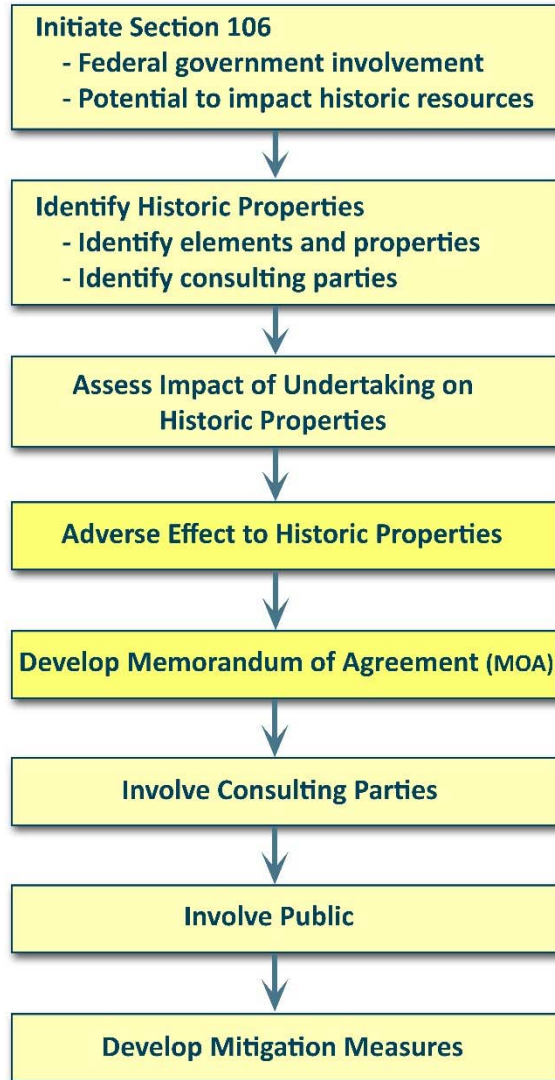 Initiate Section 106
- Federal government involvement
- Potential to impact historic resources
Identify Historic Properties
- Identify elements and properties
- Identify consulting parties
Assess Impact of Undertaking on
Historic Properties
Adverse Effect to Historic Properties
Develop Memorandum of Agreement (MOA)
Involve Consulting Parties
Involve Public
Develop Mitigation Measures